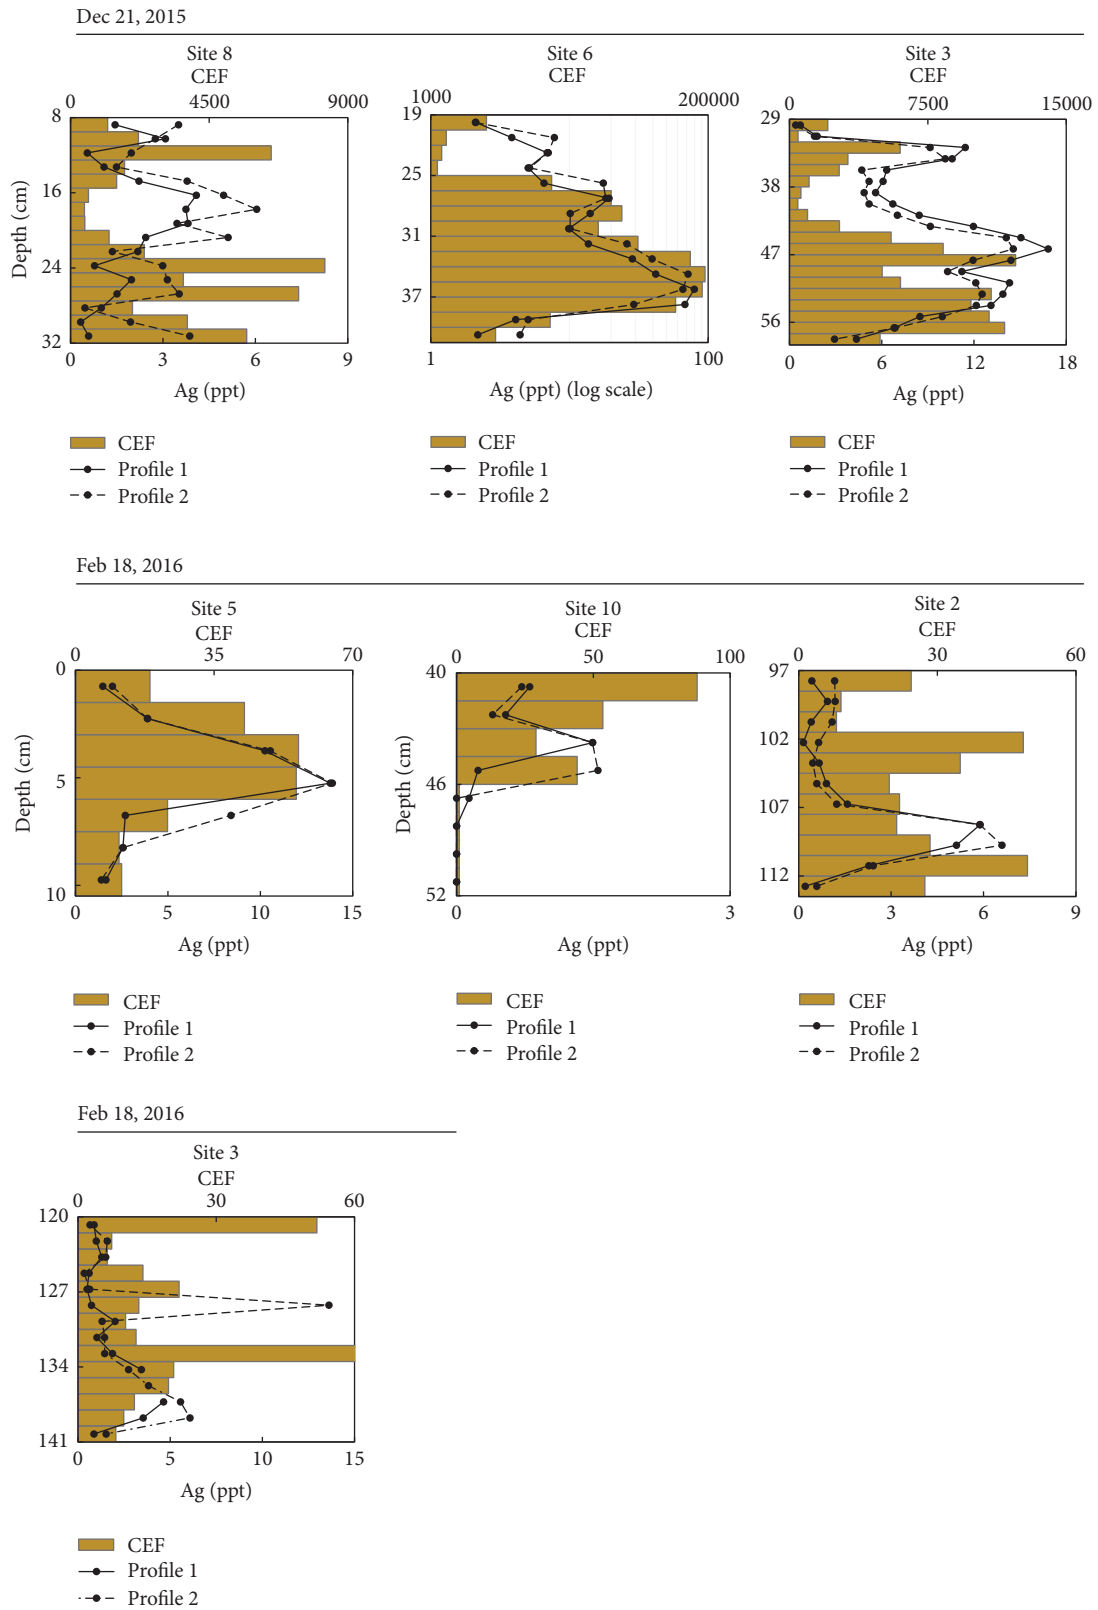 Dec 21, 2015
Site 8
CEF
0 4500 9000
8
16
24
32
Depth (cm)
0 3 6 9
Ag (ppt)
CEF
Profile 1
Profile 2
Site 6
CEF
1000 200000
19
25
31
37
1 100
Ag (ppt) (log scale)
CEF
Profile 1
Profile 2
Site 3
CEF
0 7500 15000
29
38
47
56
0 6 12 18
Ag (ppt)
CEF
Profile 1
Profile 2
Feb 18, 2016
Site 5
CEF
0 35 70
0
5
10
Depth (cm)
0 5 10 15
Ag (ppt)
CEF
Profile 1
Profile 2
Site 10
CEF
0 50 100
40
46
52
Depth (cm)
0 3
Ag (ppt)
CEF
Profile 1
Profile 2
Site 2
CEF
0 30 60
97
102
107
112
0 3 6 9
Ag (ppt)
CEF
Profile 1
Profile 2
Feb 18, 2016
Site 3
CEF
0 30 60
120
127
134
141
0 5 10 15
Ag (ppt)
CEF
Profile 1
Profile 2